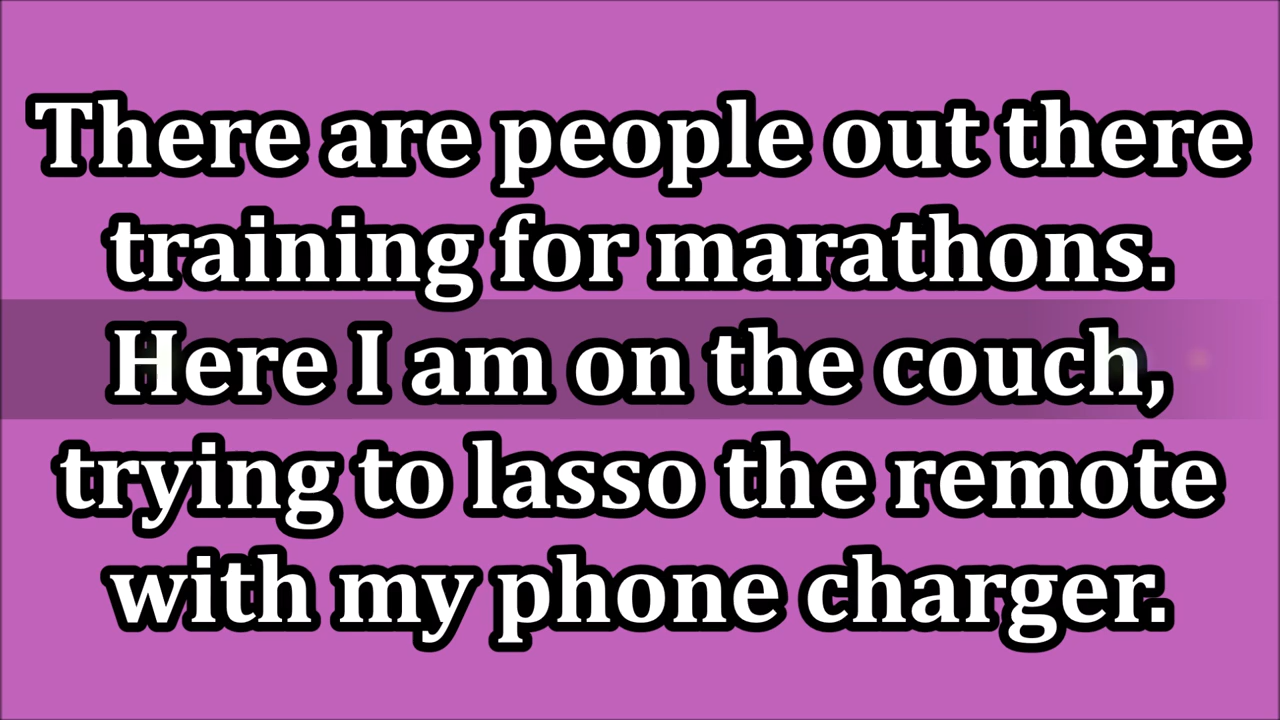 There are people out there
training for marathons.
Here I am on the couch,
trying to lasso the remote
with my phone charger.